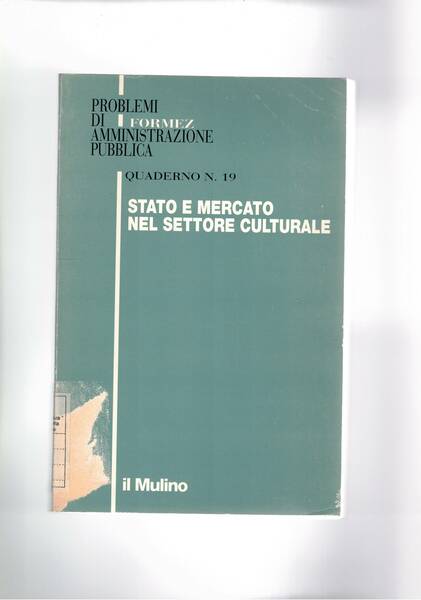 PROBLEMI
DI FORMEZ
AMMINISTRAZIONE
PUBBLICA
QUADERNO N. 19
STATO E MERCATO
NEL SETTORE CULTURALE
il Mulino